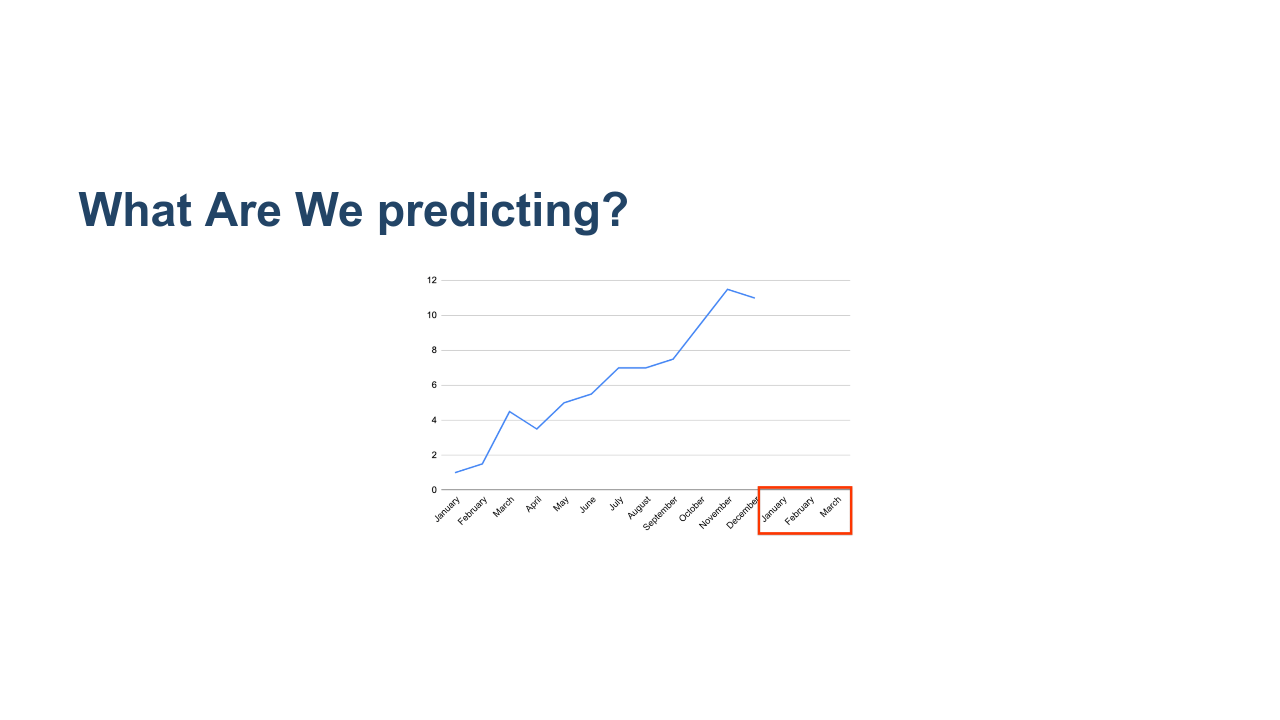 What Are We predicting?
12
10
8
6
4
2
0
January
February
March
April
May
June
July
August
September
October
November
December
January
February
March